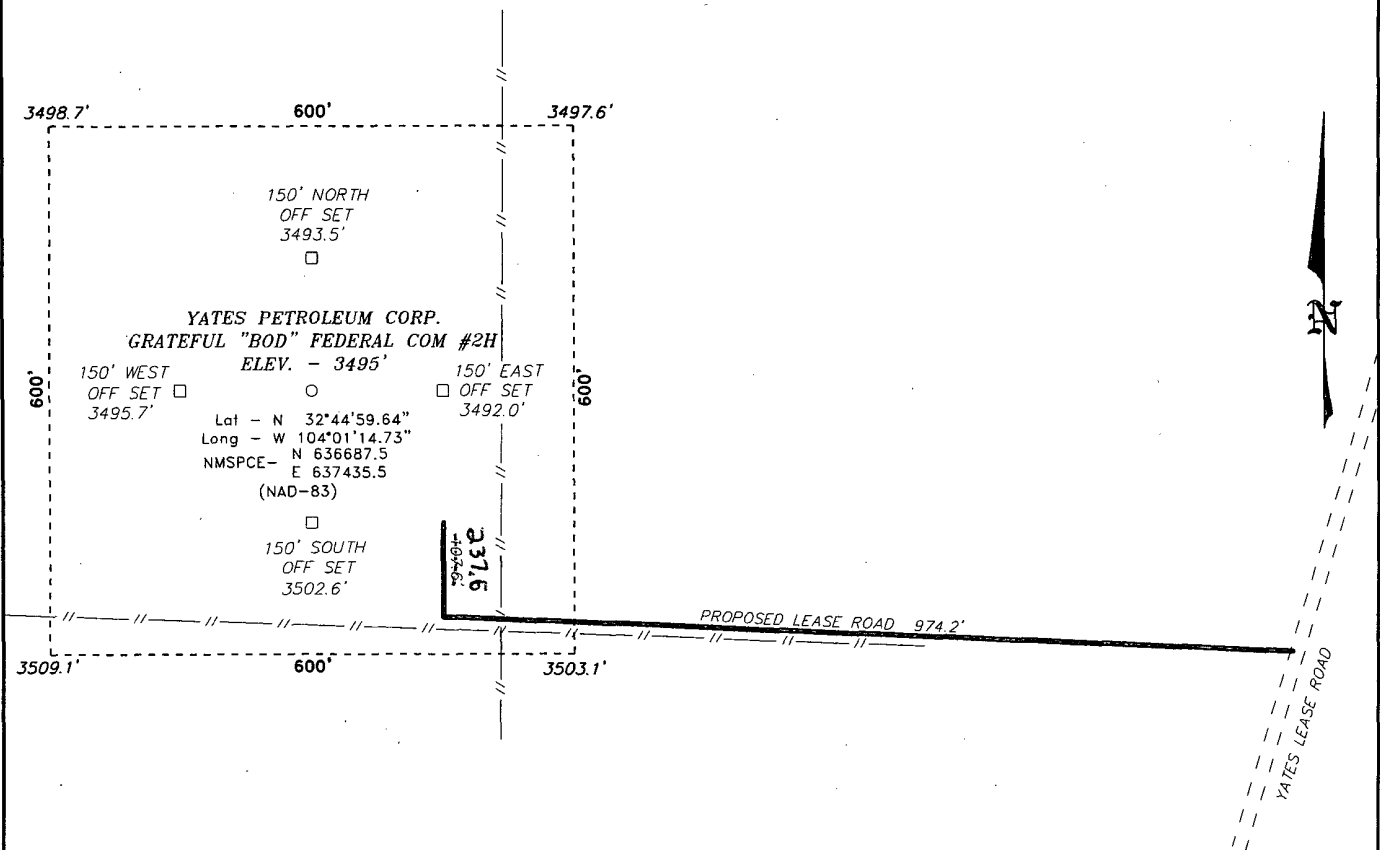 3498.7'
600'
3497.6'
150' NORTH
OFF SET
3493.5'
YATES PETROLEUM CORP.
GRATEFUL "BOD" FEDERAL COM #2H
ELEV. - 3495'
150' WEST
OFF SET
3495.7'
150' EAST
OFF SET
3492.0'
600'
600'
Lat - N 32°44'59.64"
Long - W 104°01'14.73"
NMSPCE- N 636687.5
E 637435.5
(NAD-83)
150' SOUTH
OFF SET
3502.6'
237.6
PROPOSED LEASE ROAD 974.2'
3509.1'
600'
3503.1'
YATES LEASE ROAD
N